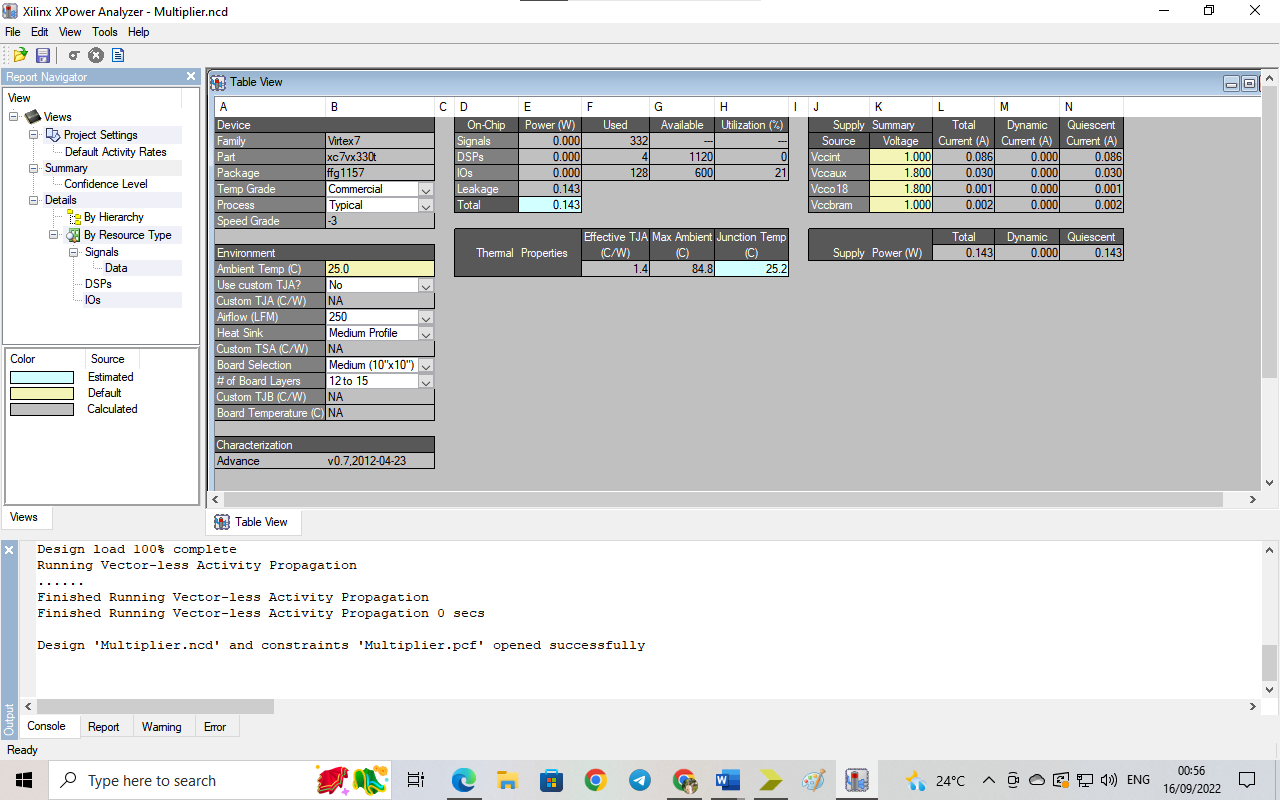 Xilinx XPower Analyzer - Multiplier.ncd
File Edit View Tools Help
Report Navigator
View
Views
Project Settings
Default Activity Rates
Summary
Confidence Level
Details
By Hierarchy
By Resource Type
Signals
Data
DSPs
IOs
Color Source
Estimated
Default
Calculated
Views
Table View
A B C D E F G H I J K L M N
Device
Family Virtex7
Part xc7vx330t
Package ffg1157
Temp Grade Commercial
Process Typical
Speed Grade -3
Environment
Ambient Temp (C) 25.0
Use custom TJA? No
Custom TJA (C/W) NA
Airflow (LFM) 250
Heat Sink Medium Profile
Custom TSA (C/W) NA
Board Selection Medium (10"x10")
# of Board Layers 12 to 15
Custom TJB (C/W) NA
Board Temperature (C) NA
Characterization
Advance v0.7,2012-04-23
On-Chip Power (W) Used Available Utilization (%)
Signals 0.000 332 --- ---
DSPs 0.000 4 1120 0
IOs 0.000 128 600 21
Leakage 0.143
Total 0.143
Effective TJA Max Ambient Junction Temp
Thermal Properties (C/W) (C) (C)
1.4 84.8 25.2
Supply Summary Total Dynamic Quiescent
Source Voltage Current (A) Current (A) Current (A)
Vccint 1.000 0.086 0.000 0.086
Vccaux 1.800 0.030 0.000 0.030
Vcco18 1.800 0.001 0.000 0.001
Vccbram 1.000 0.002 0.000 0.002
Total Dynamic Quiescent
Supply Power (W) 0.143 0.000 0.143
Table View
Design load 100% complete
Running Vector-less Activity Propagation
......
Finished Running Vector-less Activity Propagation
Finished Running Vector-less Activity Propagation 0 secs
Design 'Multiplier.ncd' and constraints 'Multiplier.pcf' opened successfully
Output
Console Report Warning Error
Ready
Type here to search
24°C
ENG
00:56
16/09/2022